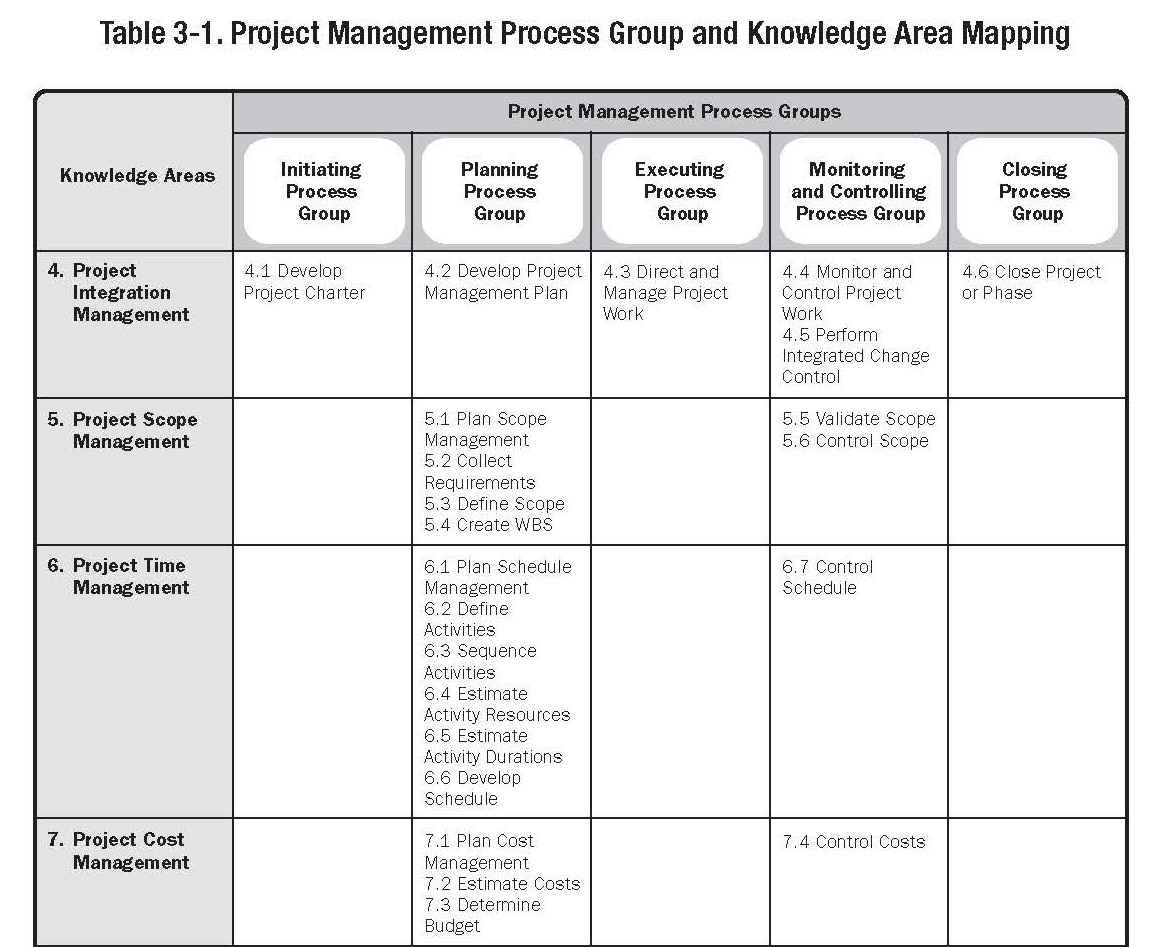 Table 3-1. Project Management Process Group and Knowledge Area Mapping
Knowledge Areas
Project Management Process Groups
Initiating
Process
Group
Planning
Process
Group
Executing
Process
Group
Monitoring
and Controlling
Process Group
Closing
Process
Group
4. Project
Integration
Management
4.1 Develop
Project Charter
4.2 Develop Project
Management Plan
4.3 Direct and
Manage Project
Work
4.4 Monitor and
Control Project
Work
4.5 Perform
Integrated Change
Control
4.6 Close Project
or Phase
5. Project Scope
Management
5.1 Plan Scope
Management
5.2 Collect
Requirements
5.3 Define Scope
5.4 Create WBS
5.5 Validate Scope
5.6 Control Scope
6. Project Time
Management
6.1 Plan Schedule
Management
6.2 Define
Activities
6.3 Sequence
Activities
6.4 Estimate
Activity Resources
6.5 Estimate
Activity Durations
6.6 Develop
Schedule
6.7 Control
Schedule
7. Project Cost
Management
7.1 Plan Cost
Management
7.2 Estimate Costs
7.3 Determine
Budget
7.4 Control Costs